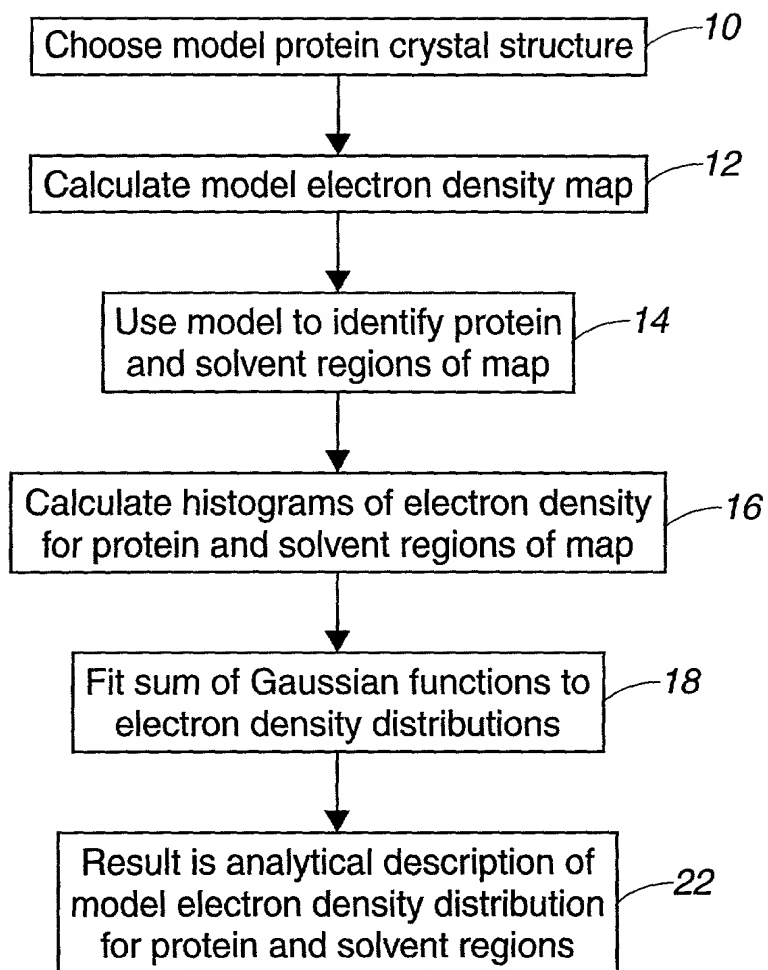 Choose model protein crystal structure
10
Calculate model electron density map
12
Use model to identify protein
and solvent regions of map
14
Calculate histograms of electron density
for protein and solvent regions of map
16
Fit sum of Gaussian functions to
electron density distributions
18
Result is analytical description of
model electron density distribution
for protein and solvent regions
22